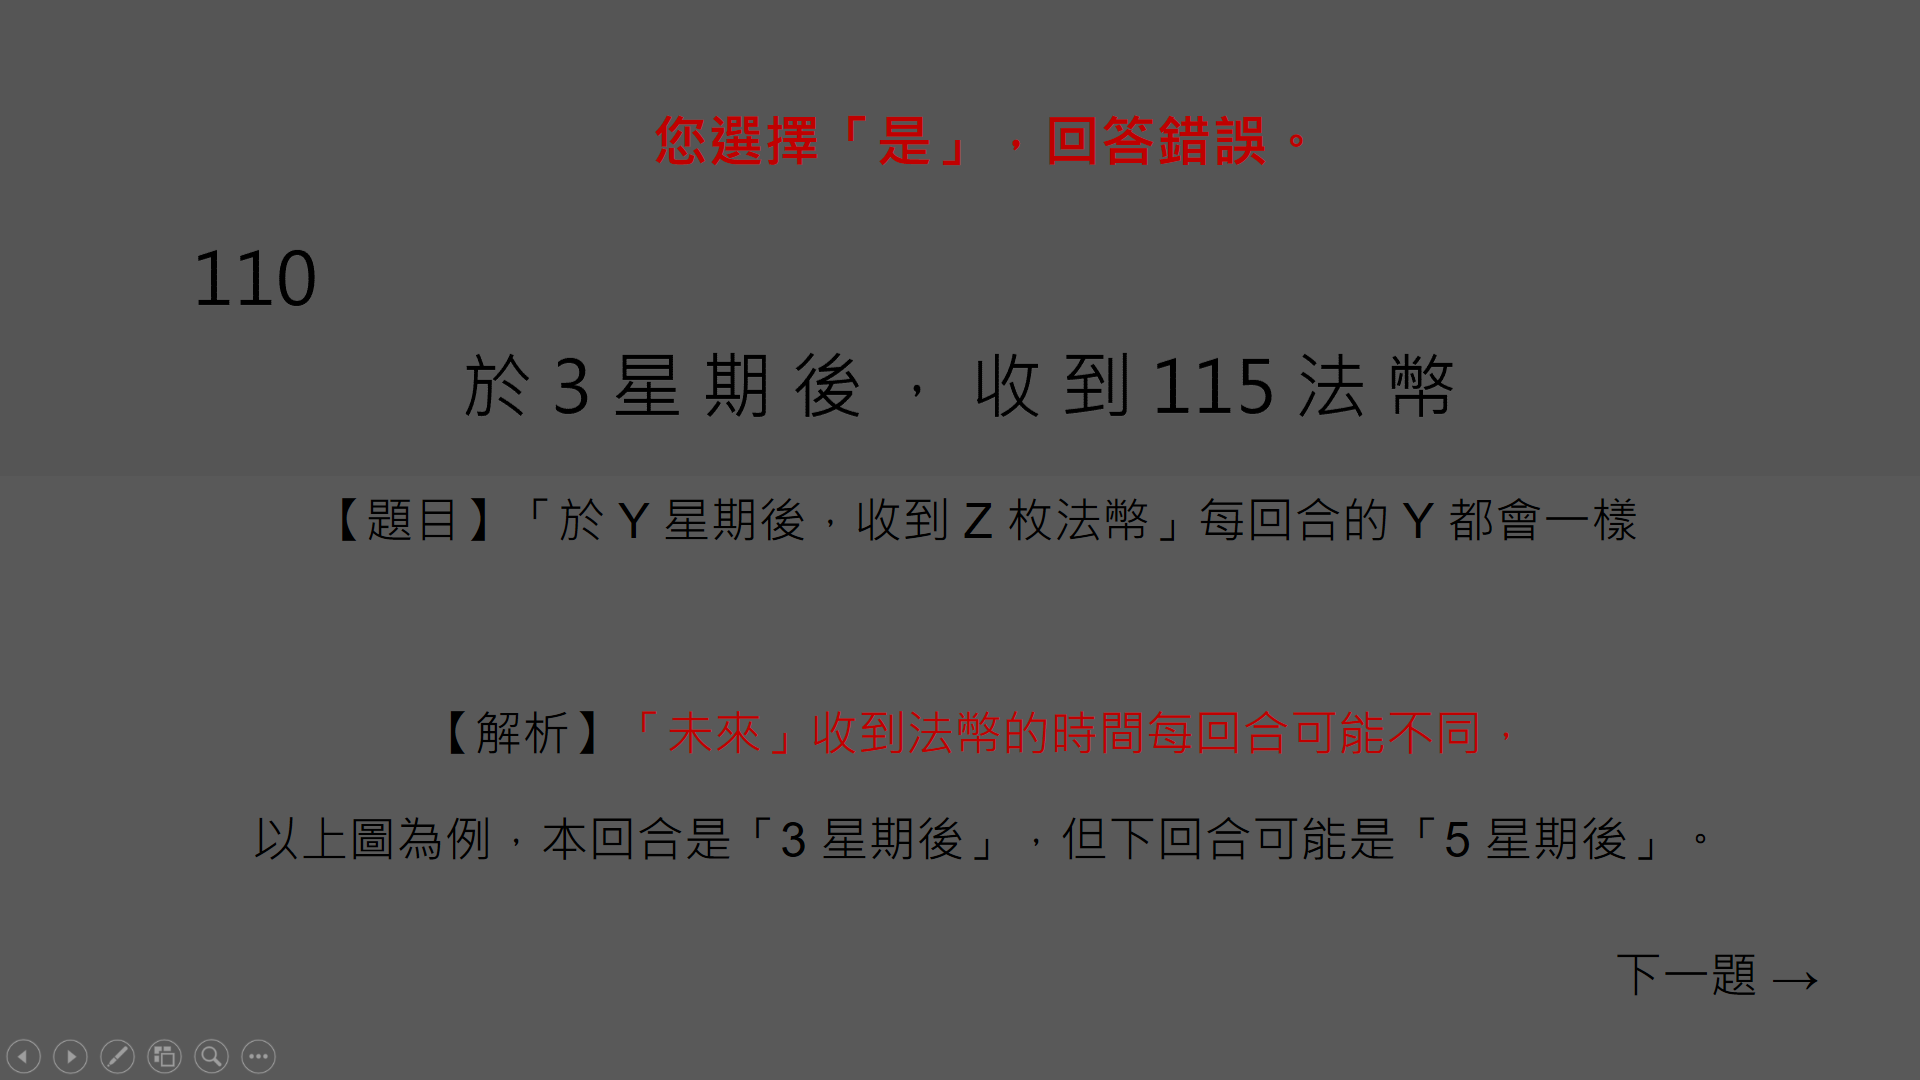 您選擇「是」，回答錯誤。
110
於3星期後，收到115法幣
【題目】「於 Y 星期後，收到 Z 枚法幣」每回合的 Y 都會一樣
【解析】「未來」收到法幣的時間每回合可能不同，
以上圖為例，本回合是「3 星期後」，但下回合可能是「5 星期後」。
下一題 →